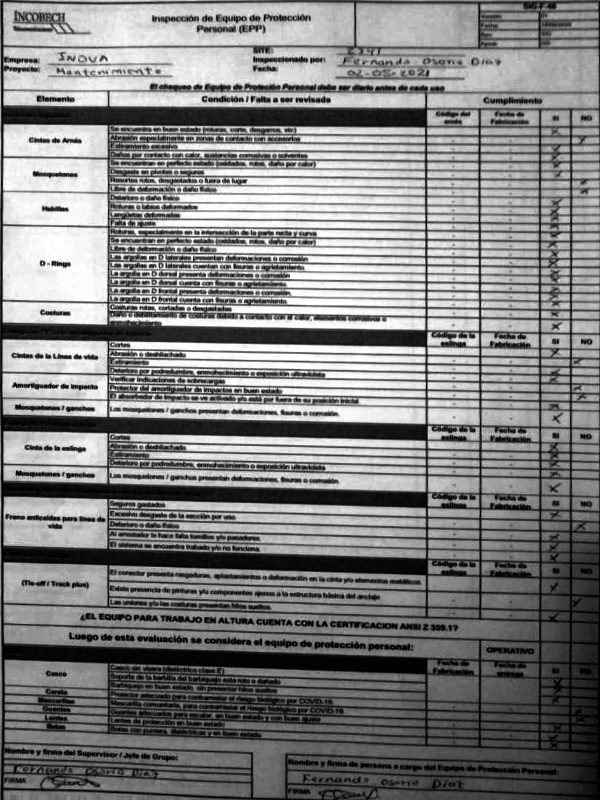 INCOBECH
Inspección de Equipo de Protección
Personal (EPP)
SIG-F-46
Versión 01
Fecha
Empresa: INOVA
Proyecto: Mantenimiento
SITE: 2341
Inspeccionado por: Fernando Osorio Diaz
Fecha: 02-05-2021
El chequeo de Equipo de Protección Personal debe ser diario antes de cada uso
Elemento Condición / Falta a ser revisada Cumplimiento
Código del arnés Fecha de Fabricación SI NO
Cintas de Arnés
Se encuentra en buen estado (roturas, corte, desgarros, etc)
Abrasión especialmente en zonas de contacto con accesorios
Estiramiento excesivo
Daños por contacto con calor, sustancias corrosivas o solventes
Mosquetones
Se encuentran en perfecto estado (oxidados, rotos, daño por calor)
Desgaste en pivotes o seguros
Resortes rotos, desgastados o fuera de lugar
Libre de deformación o daño físico
Hebillas
Deterioro o daño físico
Roturas o labios deformados
Lengüetas deformadas
Falta de ajuste
D – Rings
Roturas, especialmente en la intersección de la parte recta y curva
Se encuentran en perfecto estado (oxidados, rotos, daño por calor)
Libre de deformación o daño físico
Las argollas en D laterales presentan deformaciones o corrosión
Las argollas en D laterales cuentan con fisuras o agrietamiento
La argolla en D dorsal presenta deformaciones o corrosión
La argolla en D dorsal cuenta con fisuras o agrietamiento.
La argolla en D frontal presenta deformaciones o corrosión.
La argolla en D frontal cuenta con fisuras o agrietamiento.
Costuras
Costuras rotas, cortadas o desgastadas
Daño o debilitamiento de costuras debido a contacto con el calor, elementos corrosivos o enmohecimiento
Código de la eslinga Fecha de Fabricación SI NO
Cintas de la Línea de vida
Cortes
Abrasión o deshilachado
Estiramiento
Deterioro por podredumbre, enmohecimiento o exposición ultravioleta
Amortiguador de impacto
Verificar indicaciones de sobrecargas
Protector del amortiguador de impactos en buen estado
El absorbedor de impacto se ve activado y/o está por fuera de su posición inicial.
Mosquetones / ganchos
Los mosquetones / ganchos presentan deformaciones, fisuras o corrosión.
Código de la eslinga Fecha de Fabricación SI NO
Cinta de la eslinga
Cortes
Abrasión o deshilachado
Estiramiento
Deterioro por podredumbre, enmohecimiento o exposición ultravioleta
Mosquetones / ganchos
Los mosquetones / ganchos presentan deformaciones, fisuras o corrosión.
Código de la eslinga Fecha de Fabricación SI NO
Freno anticaídas para línea de vida
Seguros gastados
Excesivo desgaste de la sección por uso
Deterioro o daño físico
Al arrestador le hace falta tornillos y/o pasadores.
El sistema se encuentra trabado y/o no funciona.
Código de la eslinga Fecha de Fabricación SI NO
(Tie-off / Track plus)
El conector presenta rasgaduras, aplastamientos o deformación en la cinta y/o elementos metálicos.
Existe presencia de pinturas y/u componentes ajenos a la estructura básica del anclaje
Las uniones y/o las costuras presentan hilos sueltos.
¿EL EQUIPO PARA TRABAJO EN ALTURA CUENTA CON LA CERTIFICACION ANSI Z 359.1?
Luego de esta evaluación se considera el equipo de protección personal: OPERATIVO
Fecha de Fabricación Fecha de entrega SI NO
Casco
Casco sin visera (dieléctrico clase E)
Soporte de la barbilla del barbiquejo esta roto o dañado
Barbiquejo en buen estado, sin presentar hilos sueltos
Careta
Protector adecuado para contrarrestar el riesgo biológico por COVID-19.
Mascarillas
Mascarilla comunitaria, para contrarrestar el riesgo biológico por COVID-19.
Guantes
Guantes adecuados para escalar, en buen estado y con buen ajuste
Lentes
Lentes de protección en buen estado
Botas
Botas con puntera, dieléctricas y en buen estado
Nombre y firma del Supervisor / Jefe de Grupo:
Fernando Osorio Diaz
FIRMA
Nombre y firma de persona a cargo del Equipo de Protección Personal:
Fernando Osorio Diaz
FIRMA